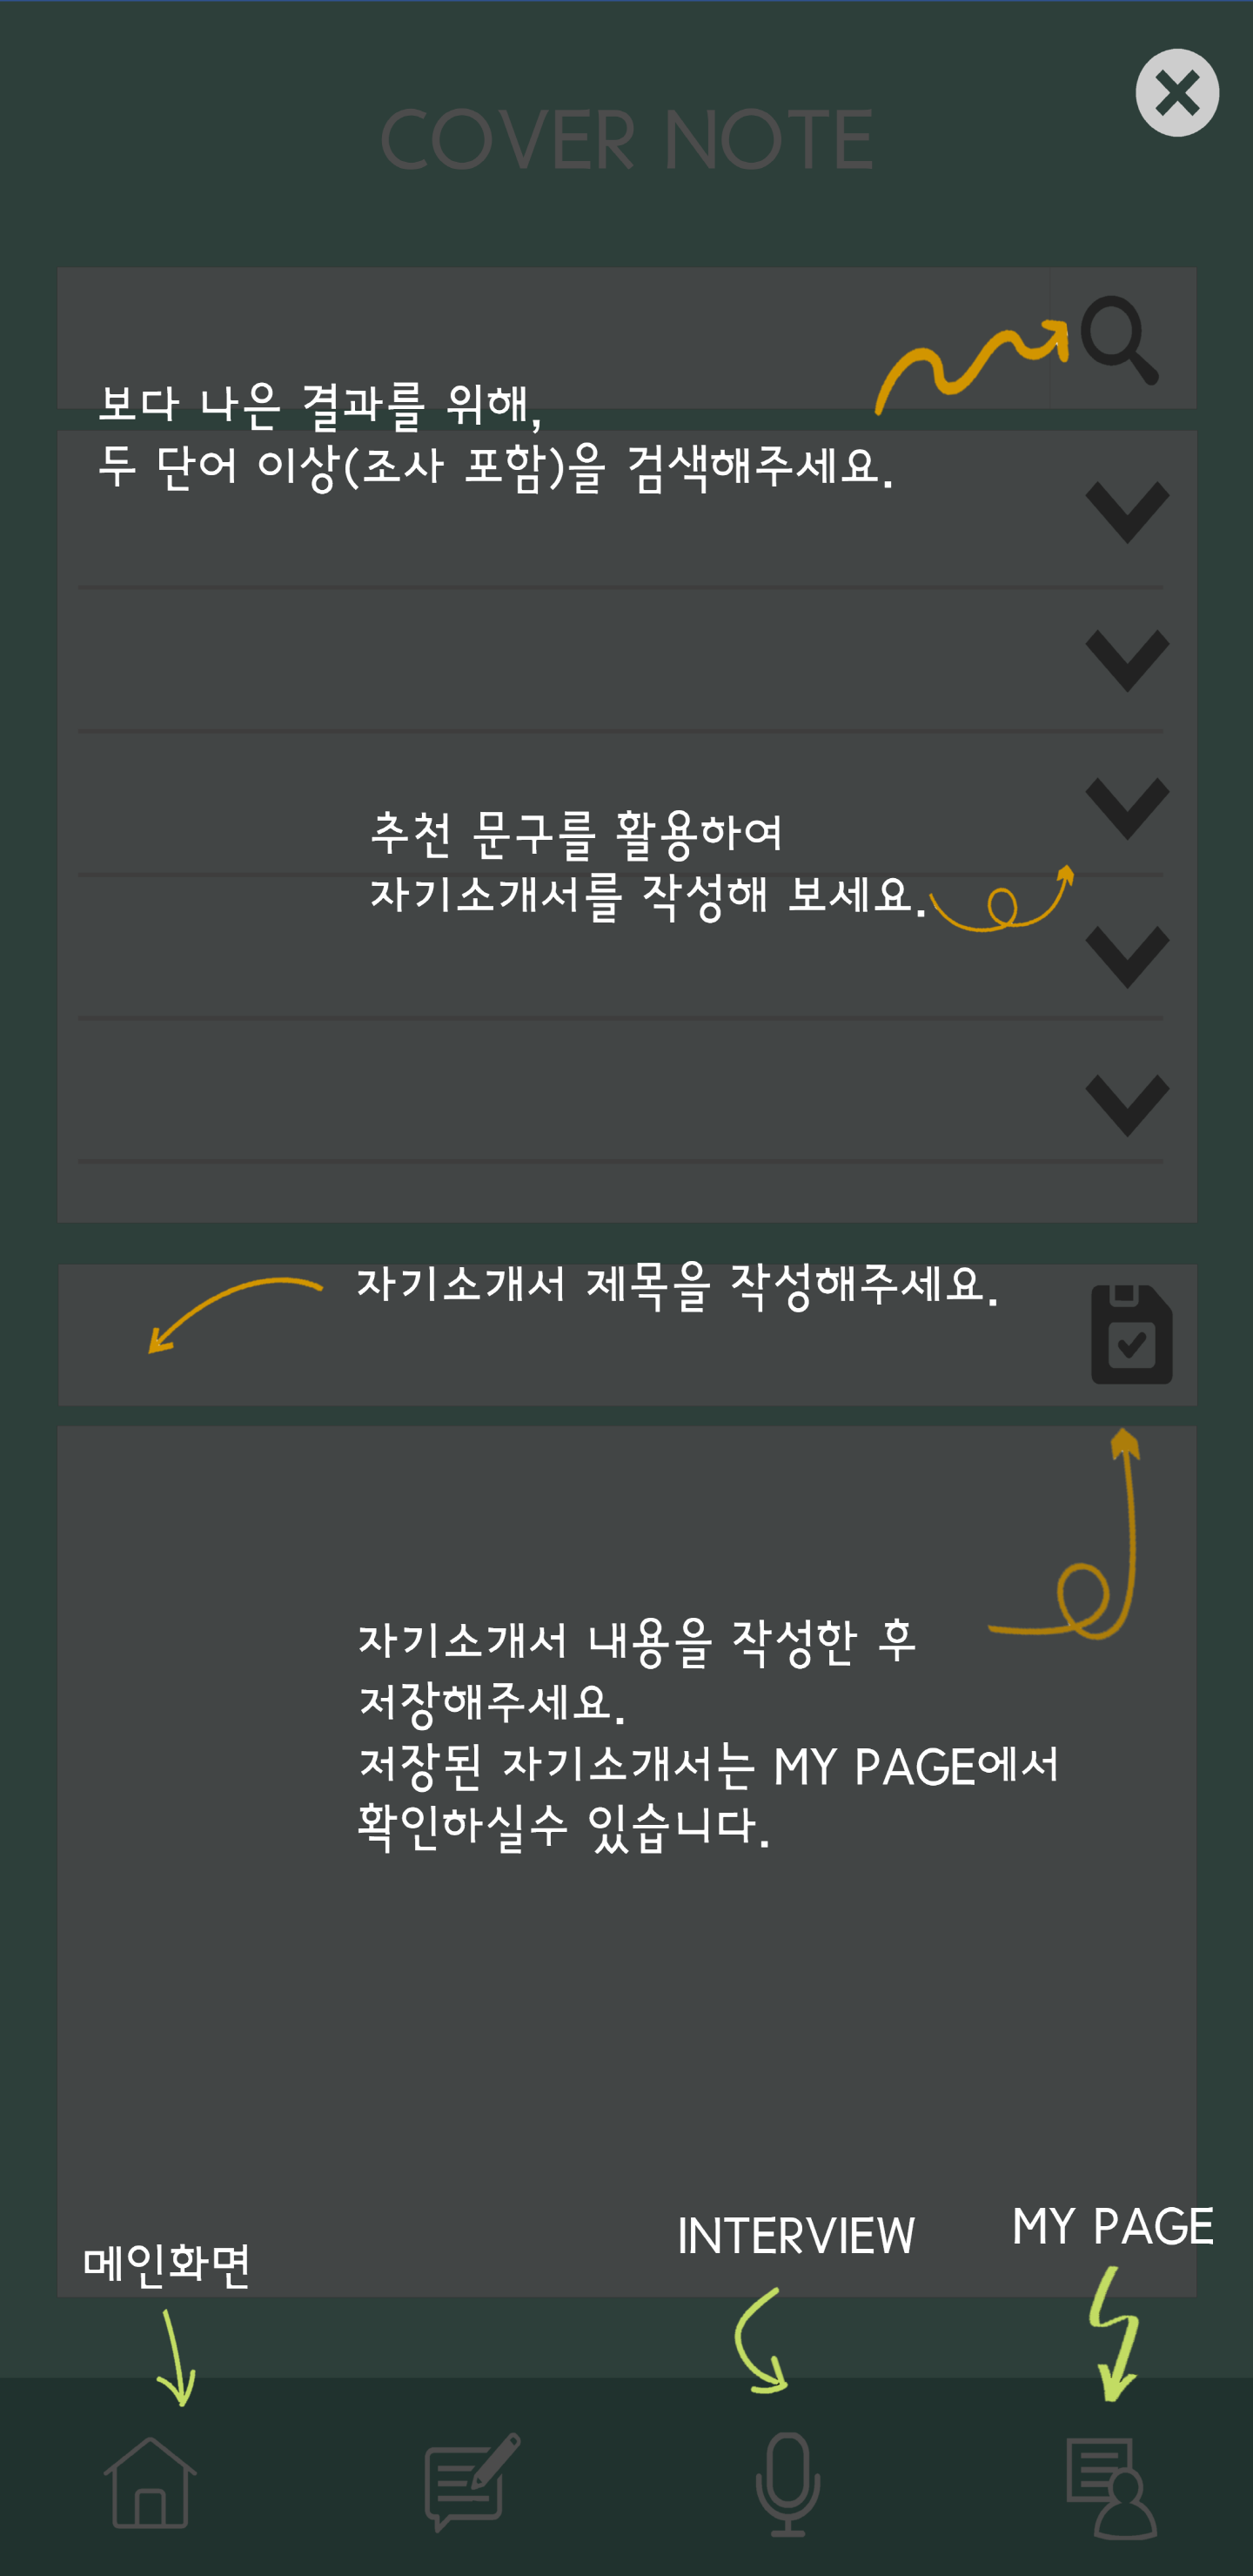 COVER NOTE
보다 나은 결과를 위해,
두 단어 이상(조사 포함)을 검색해주세요.
추천 문구를 활용하여
자기소개서를 작성해 보세요.
자기소개서 제목을 작성해주세요.
자기소개서 내용을 작성한 후
저장해주세요.
저장된 자기소개서는 MY PAGE에서
확인하실수 있습니다.
메인화면
INTERVIEW
MY PAGE